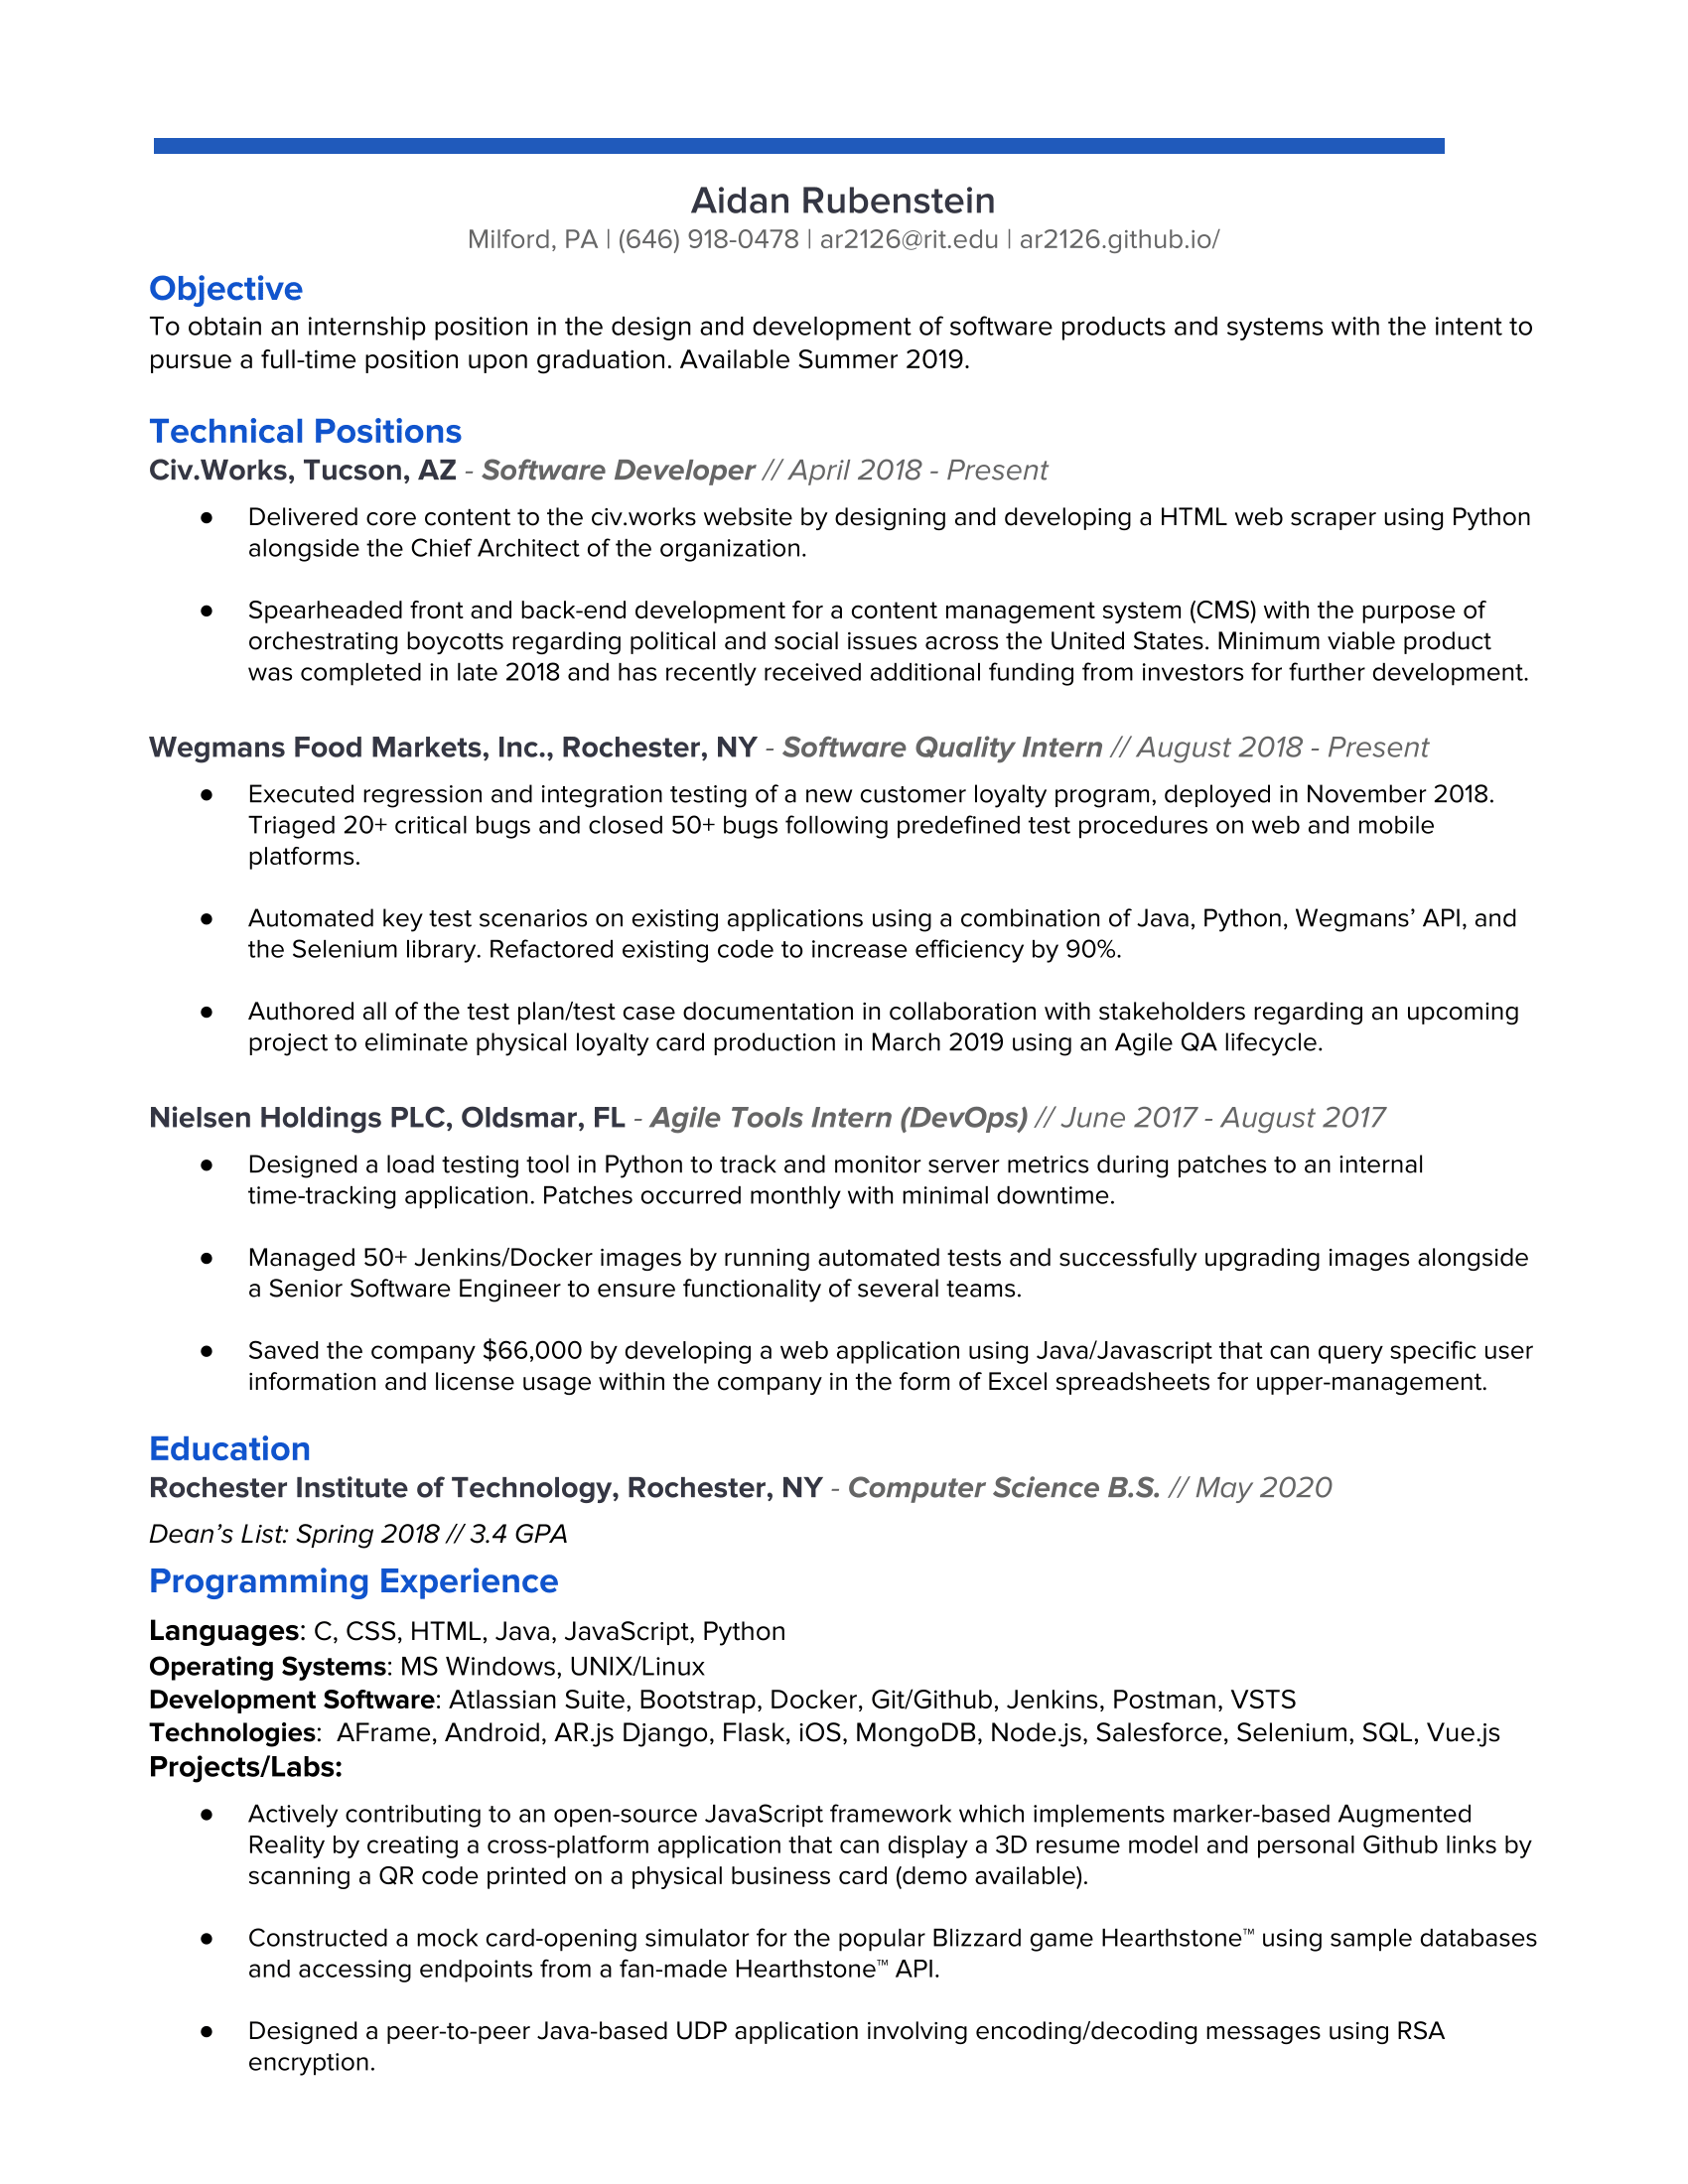 Aidan Rubenstein
Milford, PA | (646) 918-0478 | ar2126@rit.edu | ar2126.github.io/
Objective
To obtain an internship position in the design and development of software products and systems with the intent to
pursue a full-time position upon graduation. Available Summer 2019.
Technical Positions
Civ.Works, Tucson, AZ - Software Developer // April 2018 - Present
● Delivered core content to the civ.works website by designing and developing a HTML web scraper using Python
alongside the Chief Architect of the organization.
● Spearheaded front and back-end development for a content management system (CMS) with the purpose of
orchestrating boycotts regarding political and social issues across the United States. Minimum viable product
was completed in late 2018 and has recently received additional funding from investors for further development.
Wegmans Food Markets, Inc., Rochester, NY - Software Quality Intern // August 2018 - Present
● Executed regression and integration testing of a new customer loyalty program, deployed in November 2018.
Triaged 20+ critical bugs and closed 50+ bugs following predefined test procedures on web and mobile
platforms.
● Automated key test scenarios on existing applications using a combination of Java, Python, Wegmans’ API, and
the Selenium library. Refactored existing code to increase efficiency by 90%.
● Authored all of the test plan/test case documentation in collaboration with stakeholders regarding an upcoming
project to eliminate physical loyalty card production in March 2019 using an Agile QA lifecycle.
Nielsen Holdings PLC, Oldsmar, FL - Agile Tools Intern (DevOps) // June 2017 - August 2017
● Designed a load testing tool in Python to track and monitor server metrics during patches to an internal
time-tracking application. Patches occurred monthly with minimal downtime.
● Managed 50+ Jenkins/Docker images by running automated tests and successfully upgrading images alongside
a Senior Software Engineer to ensure functionality of several teams.
● Saved the company $66,000 by developing a web application using Java/Javascript that can query specific user
information and license usage within the company in the form of Excel spreadsheets for upper-management.
Education
Rochester Institute of Technology, Rochester, NY - Computer Science B.S. // May 2020
Dean’s List: Spring 2018 // 3.4 GPA
Programming Experience
Languages: C, CSS, HTML, Java, JavaScript, Python
Operating Systems: MS Windows, UNIX/Linux
Development Software: Atlassian Suite, Bootstrap, Docker, Git/Github, Jenkins, Postman, VSTS
Technologies: AFrame, Android, AR.js Django, Flask, iOS, MongoDB, Node.js, Salesforce, Selenium, SQL, Vue.js
Projects/Labs:
● Actively contributing to an open-source JavaScript framework which implements marker-based Augmented
Reality by creating a cross-platform application that can display a 3D resume model and personal Github links by
scanning a QR code printed on a physical business card (demo available).
● Constructed a mock card-opening simulator for the popular Blizzard game Hearthstone™ using sample databases
and accessing endpoints from a fan-made Hearthstone™ API.
● Designed a peer-to-peer Java-based UDP application involving encoding/decoding messages using RSA
encryption.